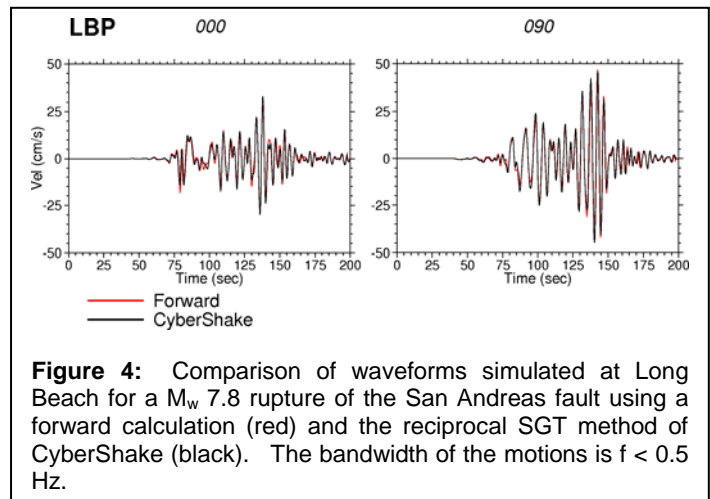 LBP 000 090
50
25
0
-25
-50
Vel (cm/s)
0 25 50 75 100 125 150 175 200
Time (sec)
50
25
0
-25
-50
0 25 50 75 100 125 150 175 200
Time (sec)
Forward
CyberShake
Figure 4: Comparison of waveforms simulated at Long
Beach for a Mw 7.8 rupture of the San Andreas fault using a
forward calculation (red) and the reciprocal SGT method of
CyberShake (black). The bandwidth of the motions is f < 0.5
Hz.